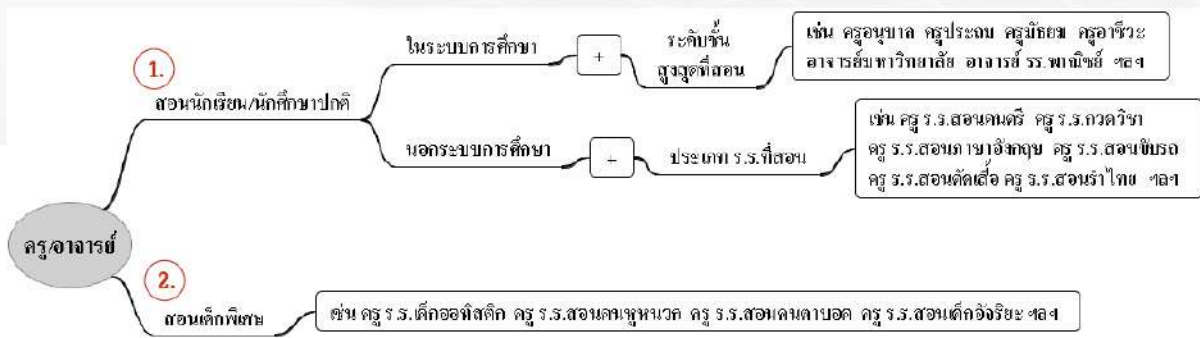 1.
สอนนักเรียน/นักศึกษาปกติ
ในระบบการศึกษา
+
ระดับชั้น
สูงสุดที่สอน
เช่น ครูอนุบาล ครูประถม ครูมัธยม ครูอาชีวะ
อาจารย์มหาวิทยาลัย อาจารย์ รร.พาณิชย์ ฯลฯ
นอกระบบการศึกษา
+
ประเภท ร.ร.ที่สอน
เช่น ครู ร.ร.สอนดนตรี ครู ร.ร.กวดวิชา
ครู ร.ร.สอนภาษาอังกฤษ ครู ร.ร.สอนขับรถ
ครู ร.ร.สอนตัดเสื้อ ครู ร.ร.สอนรำไทย ฯลฯ
ครู/อาจารย์
2.
สอนเด็กพิเศษ
เช่น ครู ร.ร.เด็กออทิสติก ครู ร.ร.สอนคนหูหนวก ครู ร.ร.สอนคนตาบอด ครู ร.ร.สอนเด็กอัจริยะ ฯลฯ